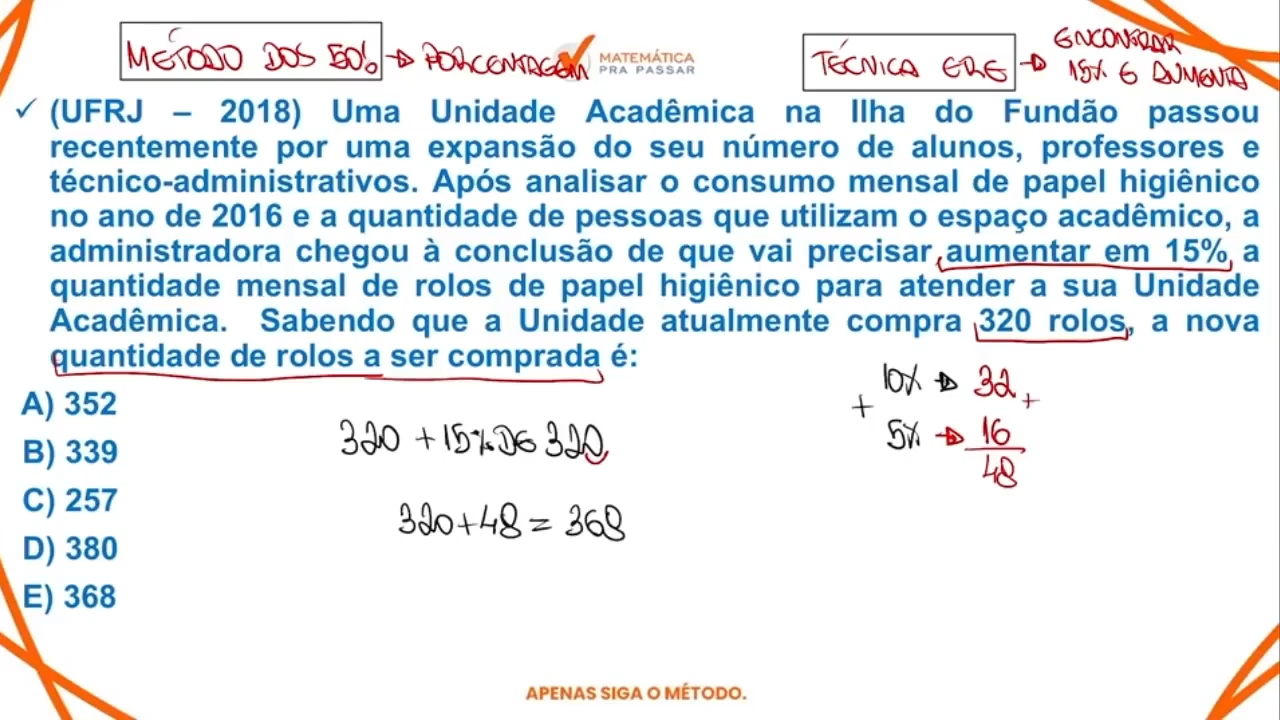 MÉTODO DOS 50% → PORCENTAGEM
MATEMÁTICA
PRA PASSAR
TÉCNICA ERE → ENCONTRAR
15% E AUMENTA
✓ (UFRJ – 2018) Uma Unidade Acadêmica na Ilha do Fundão passou
recentemente por uma expansão do seu número de alunos, professores e
técnico-administrativos. Após analisar o consumo mensal de papel higiênico
no ano de 2016 e a quantidade de pessoas que utilizam o espaço acadêmico, a
administradora chegou à conclusão de que vai precisar aumentar em 15% a
quantidade mensal de rolos de papel higiênico para atender a sua Unidade
Acadêmica. Sabendo que a Unidade atualmente compra 320 rolos, a nova
quantidade de rolos a ser comprada é:
A) 352
B) 339
C) 257
D) 380
E) 368
320 + 15% DE 320
320 + 48 = 368
10% → 32 +
+
5% → 16
48
APENAS SIGA O MÉTODO.